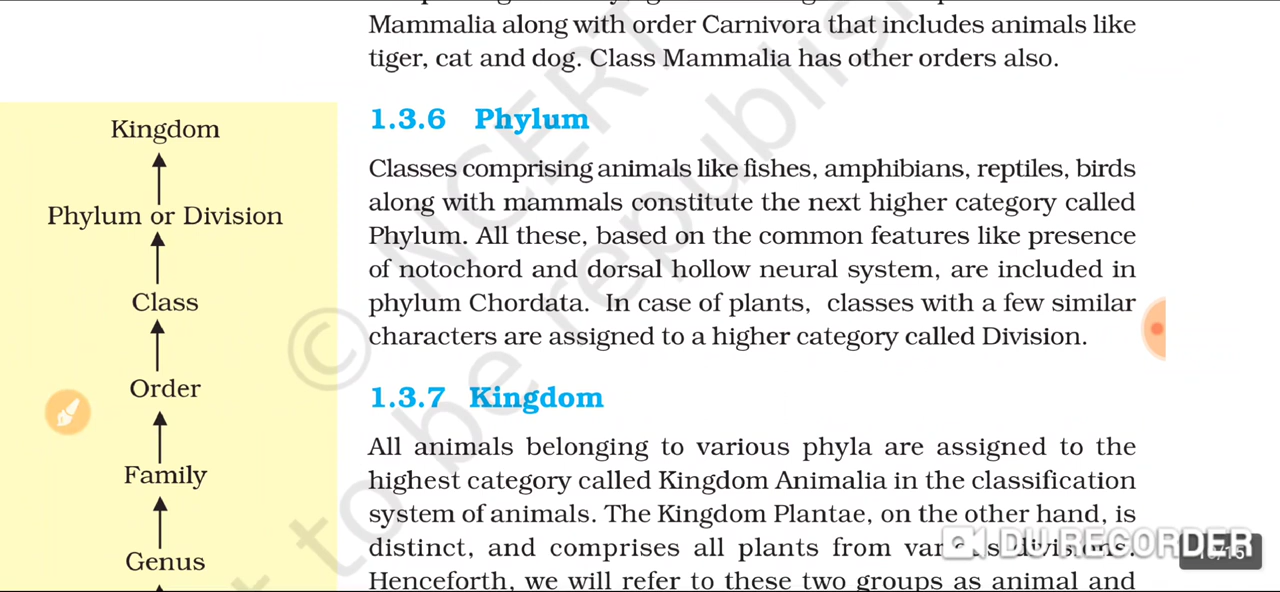 Mammalia along with order Carnivora that includes animals like
tiger, cat and dog. Class Mammalia has other orders also.
Kingdom
Phylum or Division
Class
Order
Family
Genus
1.3.6 Phylum
Classes comprising animals like fishes, amphibians, reptiles, birds
along with mammals constitute the next higher category called
Phylum. All these, based on the common features like presence
of notochord and dorsal hollow neural system, are included in
phylum Chordata. In case of plants, classes with a few similar
characters are assigned to a higher category called Division.
1.3.7 Kingdom
All animals belonging to various phyla are assigned to the
highest category called Kingdom Animalia in the classification
system of animals. The Kingdom Plantae, on the other hand, is
distinct, and comprises all plants from various divisions.
Henceforth, we will refer to these two groups as animal and
© NCERT
not to be republish
DU RECORDER